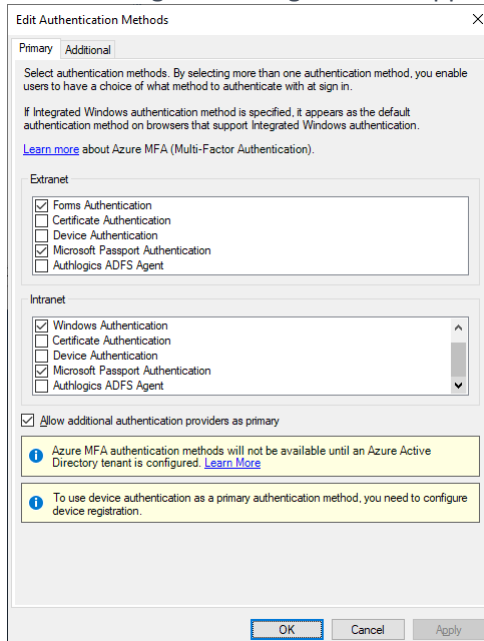 Edit Authentication Methods
Primary Additional
Select authentication methods. By selecting more than one authentication method, you enable
users to have a choice of what method to authenticate with at sign in.
If Integrated Windows authentication method is specified, it appears as the default
authentication method on browsers that support Integrated Windows authentication.
Learn more about Azure MFA (Multi-Factor Authentication).
Extranet
Forms Authentication
Certificate Authentication
Device Authentication
Microsoft Passport Authentication
Authlogics ADFS Agent
Intranet
Windows Authentication
Certificate Authentication
Device Authentication
Microsoft Passport Authentication
Authlogics ADFS Agent
Allow additional authentication providers as primary
Azure MFA authentication methods will not be available until an Azure Active
Directory tenant is configured. Learn More
To use device authentication as a primary authentication method, you need to configure
device registration.
OK Cancel Apply